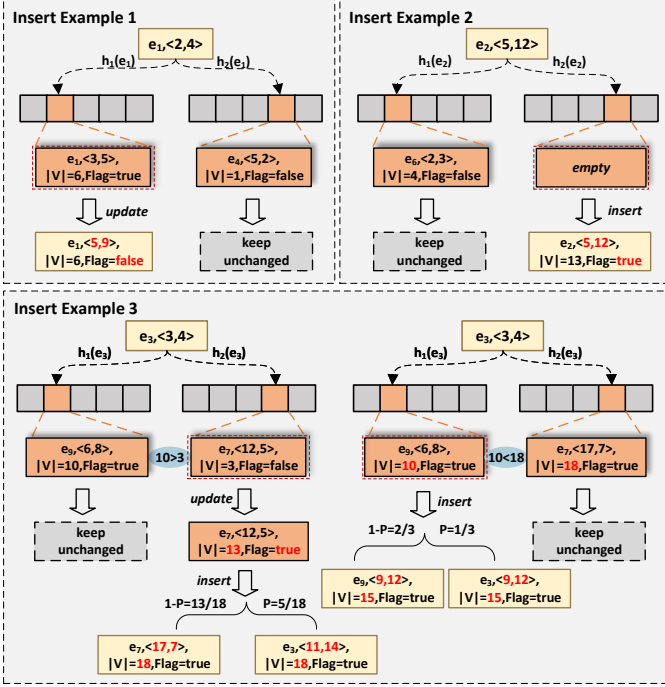 Insert Example 1
e1,<2,4>
h1(e1)
h2(e1)
e1,<3,5>,
|V|=6,Flag=true
e4,<5,2>,
|V|=1,Flag=false
update
e1,<5,9>,
|V|=6,Flag=false
keep
unchanged
Insert Example 2
e2,<5,12>
h1(e2)
h2(e2)
e6,<2,3>,
|V|=4,Flag=false
empty
keep
unchanged
insert
e2,<5,12>,
|V|=13,Flag=true
Insert Example 3
e3,<3,4>
h1(e3)
h2(e3)
e9,<6,8>,
|V|=10,Flag=true
10>3
e7,<12,5>,
|V|=3,Flag=false
keep
unchanged
update
e7,<12,5>,
|V|=13,Flag=true
insert
1-P=13/18
P=5/18
e7,<17,7>,
|V|=18,Flag=true
e3,<11,14>,
|V|=18,Flag=true
e3,<3,4>
h1(e3)
h2(e3)
e9,<6,8>,
|V|=10,Flag=true
10<18
e7,<17,7>,
|V|=18,Flag=true
insert
1-P=2/3
P=1/3
e9,<9,12>,
|V|=15,Flag=true
e3,<9,12>,
|V|=15,Flag=true
keep
unchanged